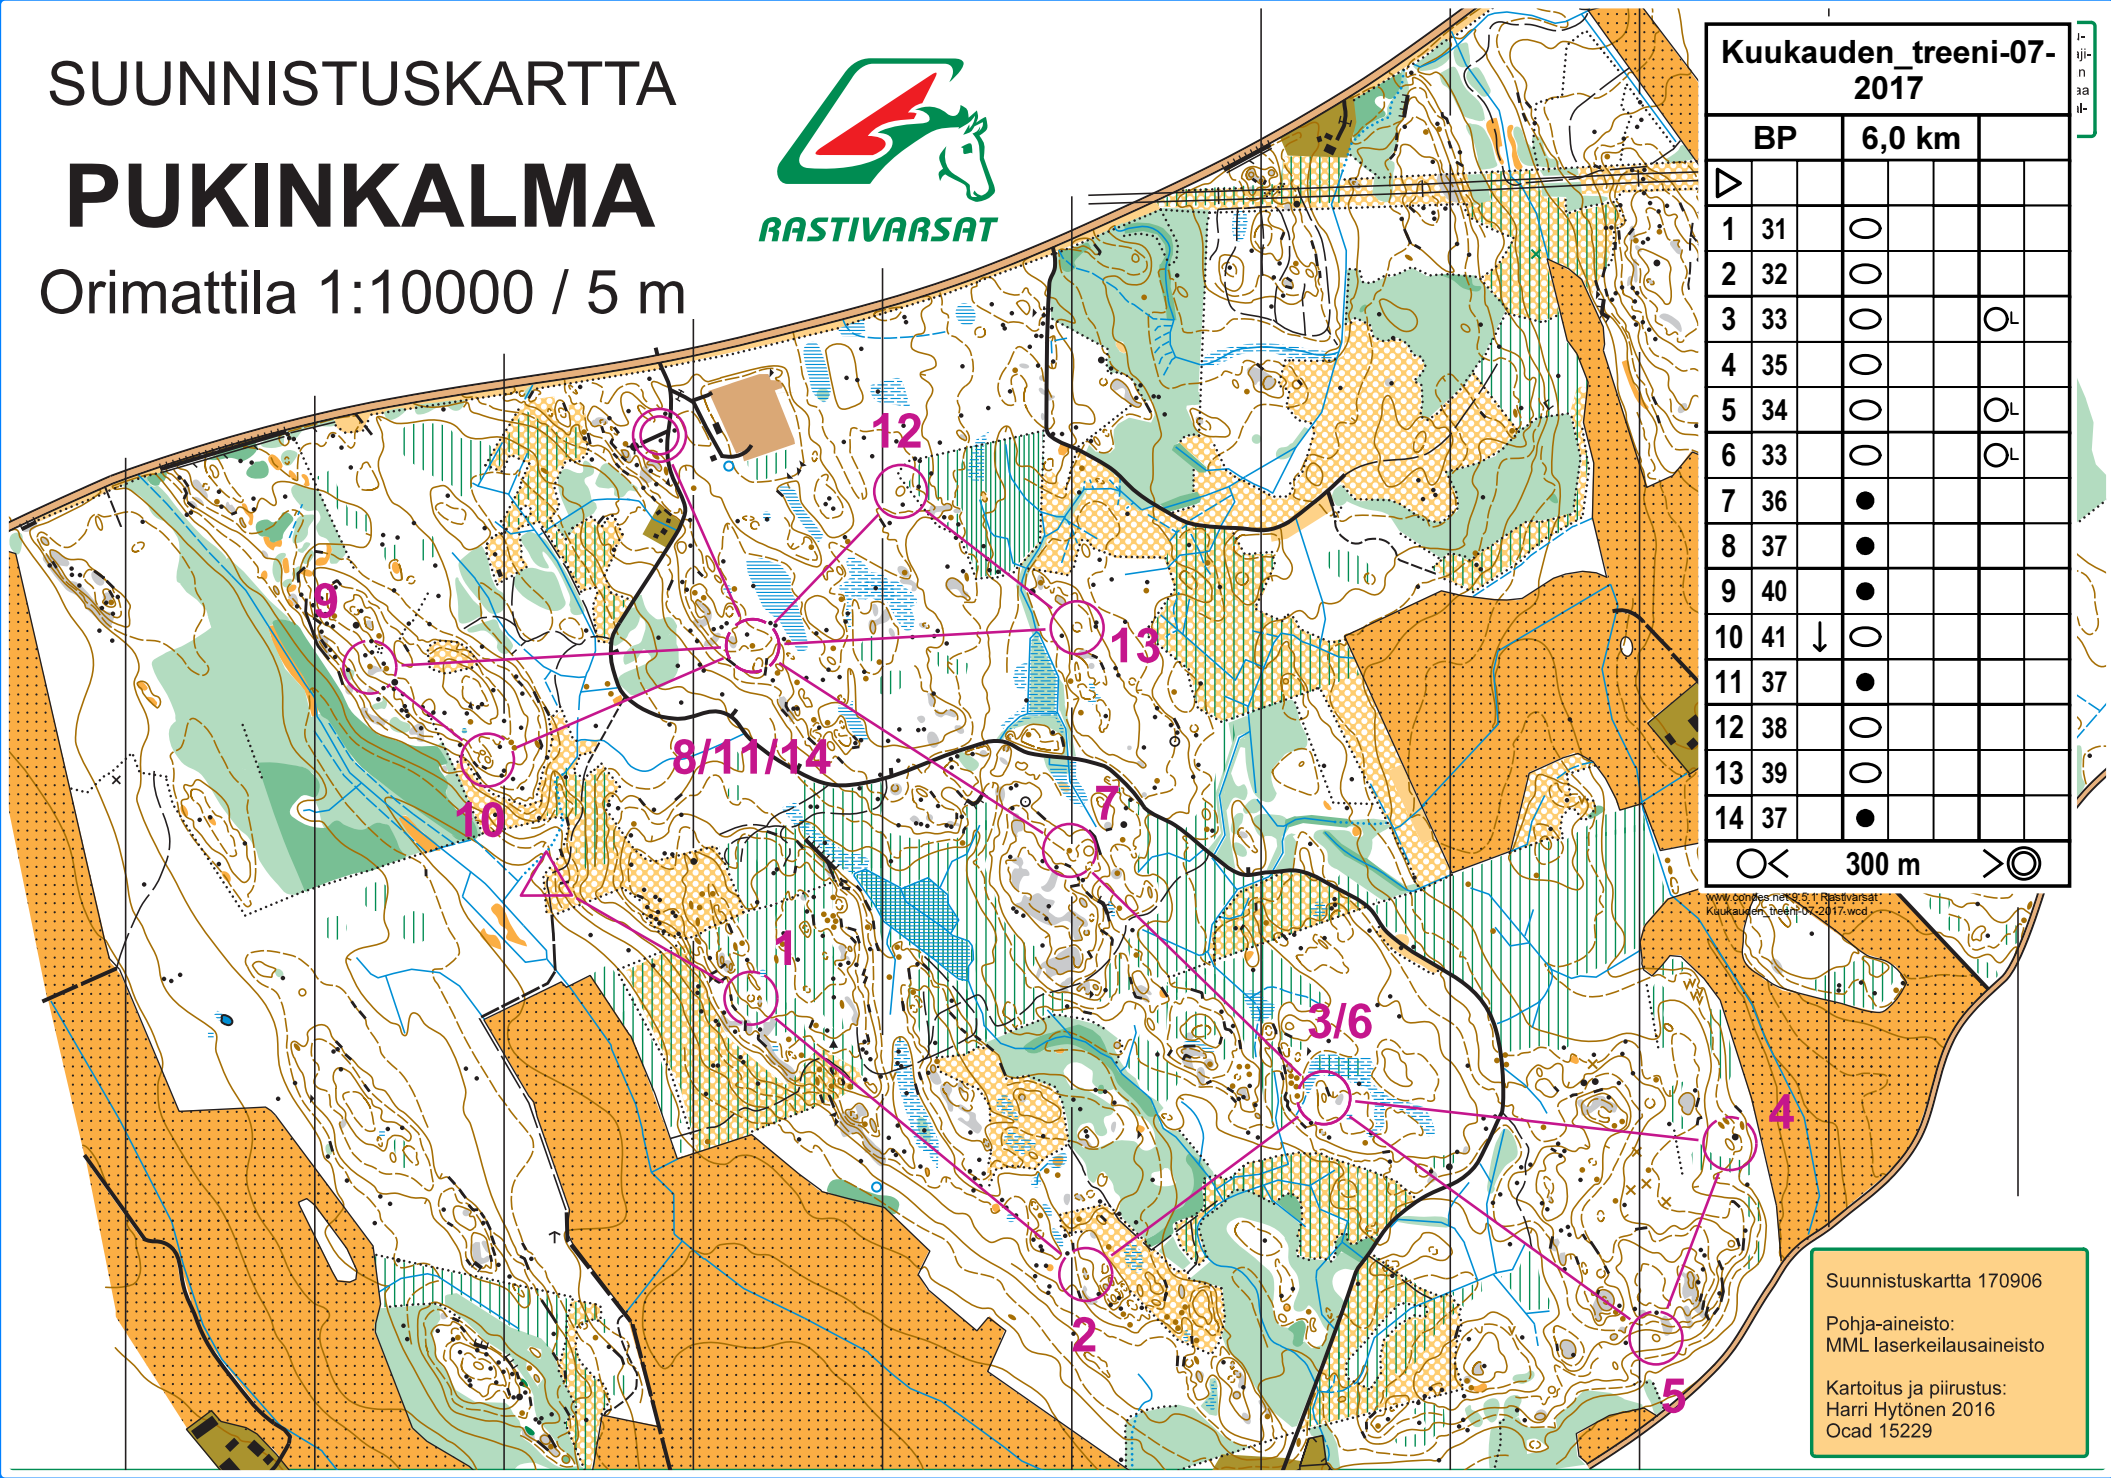 SUUNNISTUSKARTTA
PUKINKALMA
Orimattila 1:10000 / 5 m
RASTIVARSAT
Kuukauden_treeni-07-
2017
BP 6,0 km
1 31
2 32
3 33 L
4 35
5 34 L
6 33 L
7 36
8 37
9 40
10 41
11 37
12 38
13 39
14 37
300 m
www.condes.net 9.5.1 Rastivarsat
Kuukauden_treeni-07-2017.wcd
12
9
13
8/11/14
7
10
1
3/6
4
2
5
Suunnistuskartta 170906
Pohja-aineisto:
MML laserkeilausaineisto
Kartoitus ja piirustus:
Harri Hytönen 2016
Ocad 15229